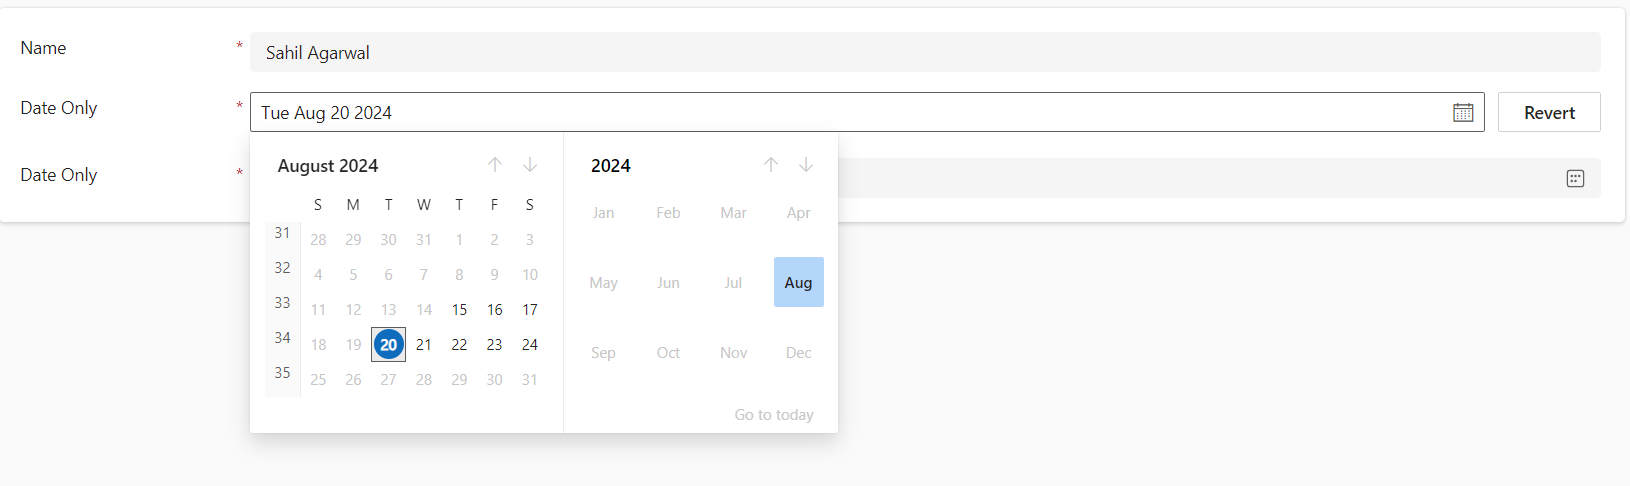 Name * Sahil Agarwal
Date Only * Tue Aug 20 2024 Revert
Date Only *
August 2024
S M T W T F S
31 28 29 30 31 1 2 3
32 4 5 6 7 8 9 10
33 11 12 13 14 15 16 17
34 18 19 20 21 22 23 24
35 25 26 27 28 29 30 31
2024
Jan Feb Mar Apr
May Jun Jul Aug
Sep Oct Nov Dec
Go to today